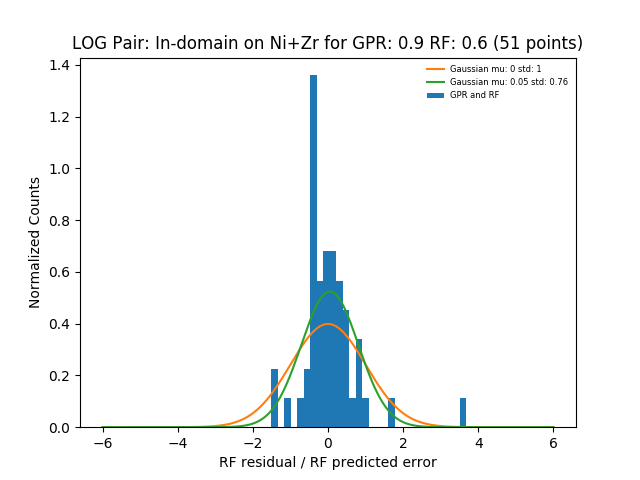 LOG Pair: In-domain on Ni+Zr for GPR: 0.9 RF: 0.6 (51 points)
Gaussian mu: 0 std: 1
Gaussian mu: 0.05 std: 0.76
GPR and RF
Normalized Counts
1.4
1.2
1.0
0.8
0.6
0.4
0.2
0.0
−6
−4
−2
0
2
4
6
RF residual / RF predicted error